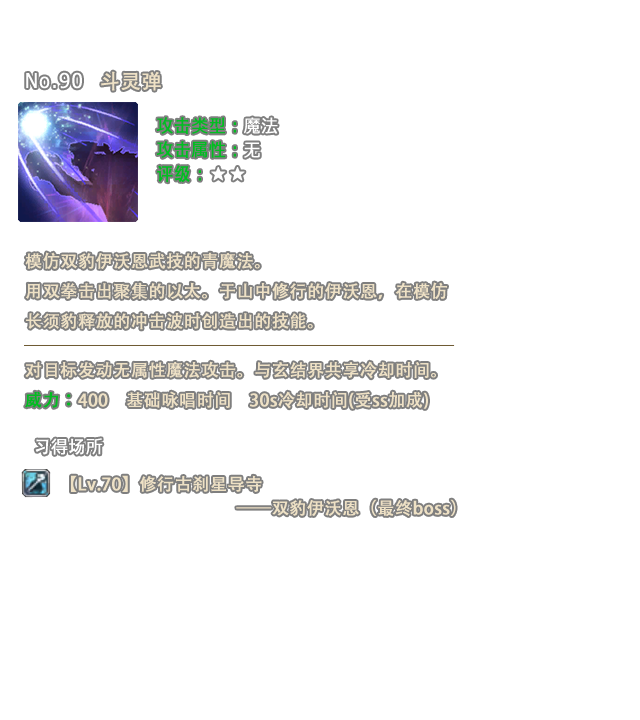 No.90 斗灵弹
攻击类型：魔法
攻击属性：无
评级：★★
模仿双豹伊沃恩武技的青魔法。
用双拳击出聚集的以太。于山中修行的伊沃恩，在模仿
长须豹释放的冲击波时创造出的技能。
对目标发动无属性魔法攻击。与玄结界共享冷却时间。
威力：400 基础咏唱时间 30s冷却时间(受ss加成)
习得场所
【Lv.70】修行古刹星导寺
——双豹伊沃恩（最终boss）